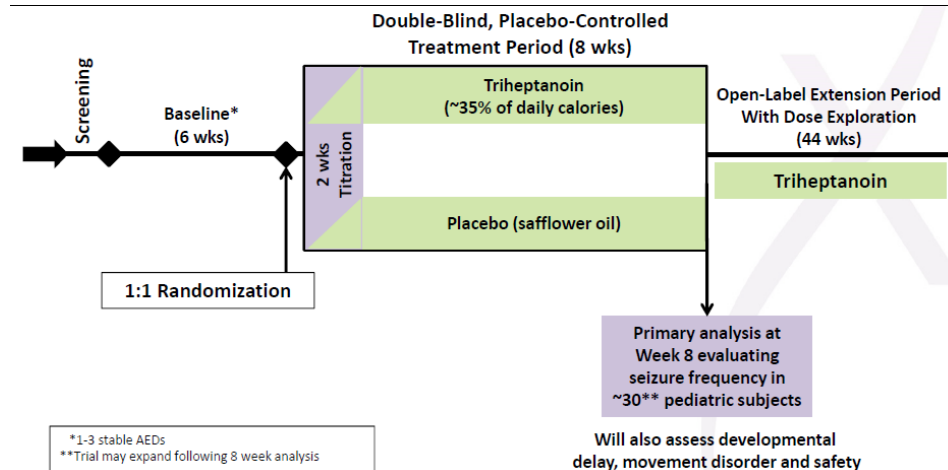 Double-Blind, Placebo-Controlled
Treatment Period (8 wks)
Screening
Baseline*
(6 wks)
2 wks
Titration
Triheptanoin
(~35% of daily calories)
Placebo (safflower oil)
Open-Label Extension Period
With Dose Exploration
(44 wks)
Triheptanoin
1:1 Randomization
Primary analysis at
Week 8 evaluating
seizure frequency in
~30** pediatric subjects
Will also assess developmental
delay, movement disorder and safety
*1-3 stable AEDs
**Trial may expand following 8 week analysis